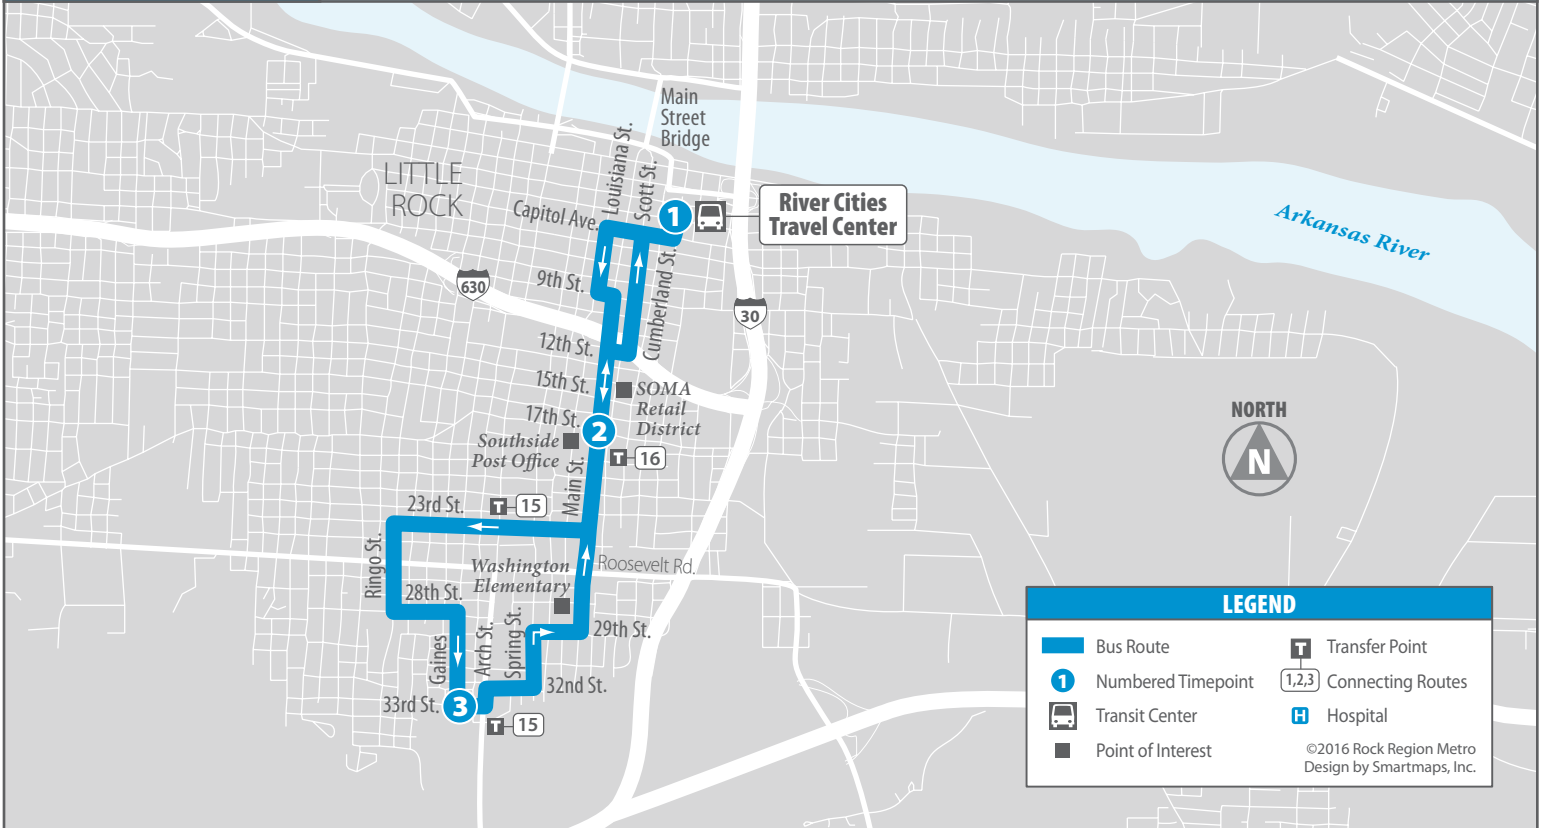 Main
Street
Bridge
Louisiana St.
Scott St.
LITTLE
ROCK
Capitol Ave.
1
River Cities
Travel Center
Arkansas River
Cumberland St.
9th St.
630
30
12th St.
15th St.
SOMA
Retail
District
17th St.
2
Southside
Post Office
T 16
Main St.
23rd St.
T 15
Ringo St.
Washington
Elementary
Roosevelt Rd.
28th St.
29th St.
Gaines
Arch St.
Spring St.
32nd St.
33rd St.
3
T 15
NORTH
N
LEGEND
Bus Route
1 Numbered Timepoint
Transit Center
Point of Interest
T Transfer Point
1,2,3 Connecting Routes
H Hospital
©2016 Rock Region Metro
Design by Smartmaps, Inc.